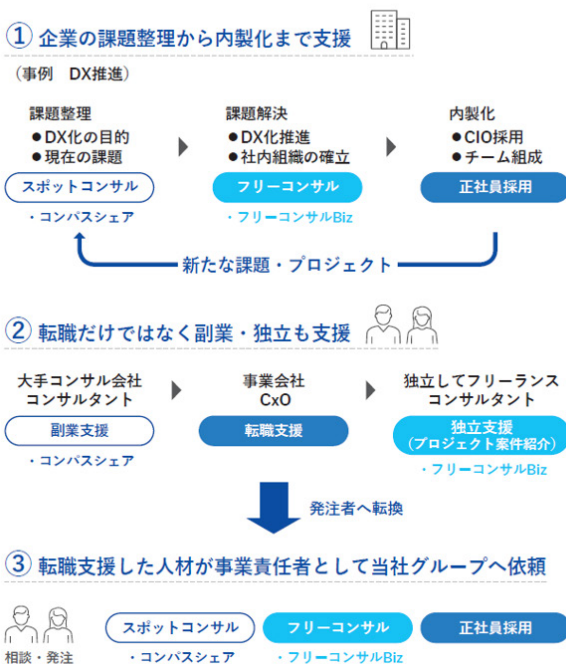 ① 企業の課題整理から内製化まで支援
（事例　DX推進）
課題整理
●DX化の目的
●現在の課題
スポットコンサル
・コンパスシェア
課題解決
●DX化推進
●社内組織の確立
フリーコンサル
・フリーコンサルBiz
内製化
●CIO採用
●チーム組成
正社員採用
新たな課題・プロジェクト
② 転職だけではなく副業・独立も支援
大手コンサル会社
コンサルタント
副業支援
・コンパスシェア
事業会社
CxO
転職支援
独立してフリーランス
コンサルタント
独立支援
（プロジェクト案件紹介）
・フリーコンサルBiz
発注者へ転換
③ 転職支援した人材が事業責任者として当社グループへ依頼
相談・発注
スポットコンサル
・コンパスシェア
フリーコンサル
・フリーコンサルBiz
正社員採用